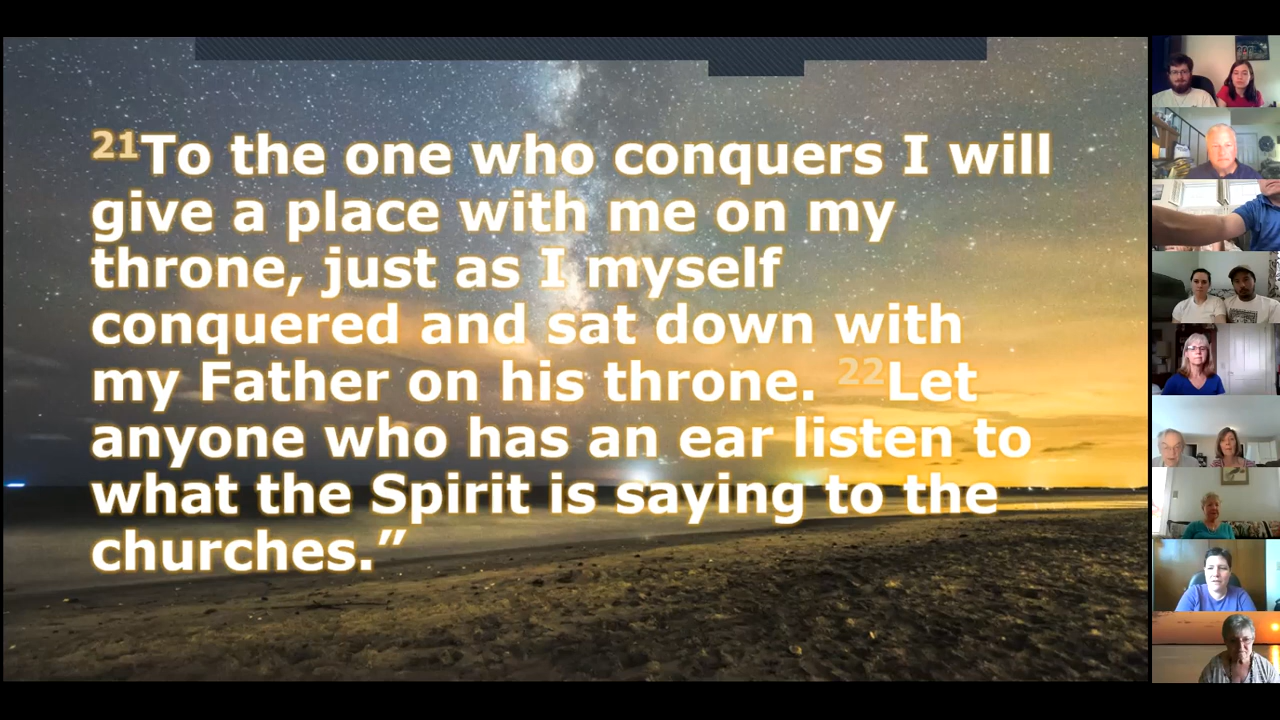 21To the one who conquers I will
give a place with me on my
throne, just as I myself
conquered and sat down with
my Father on his throne. 22Let
anyone who has an ear listen to
what the Spirit is saying to the
churches.”